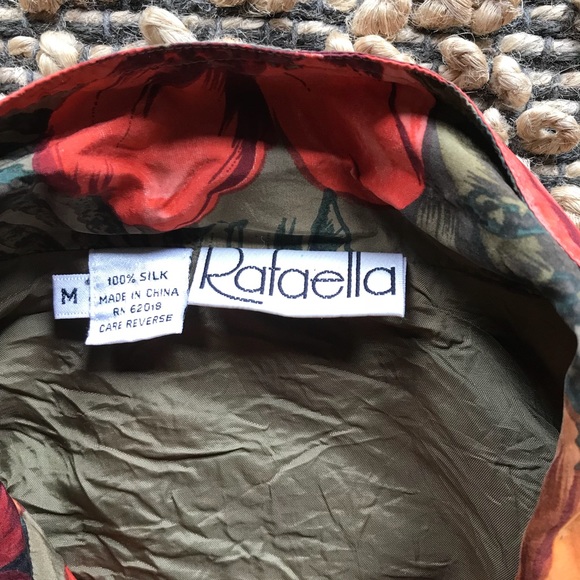 M
100% SILK
MADE IN CHINA
RN 62018
CARE REVERSE
Rafaella